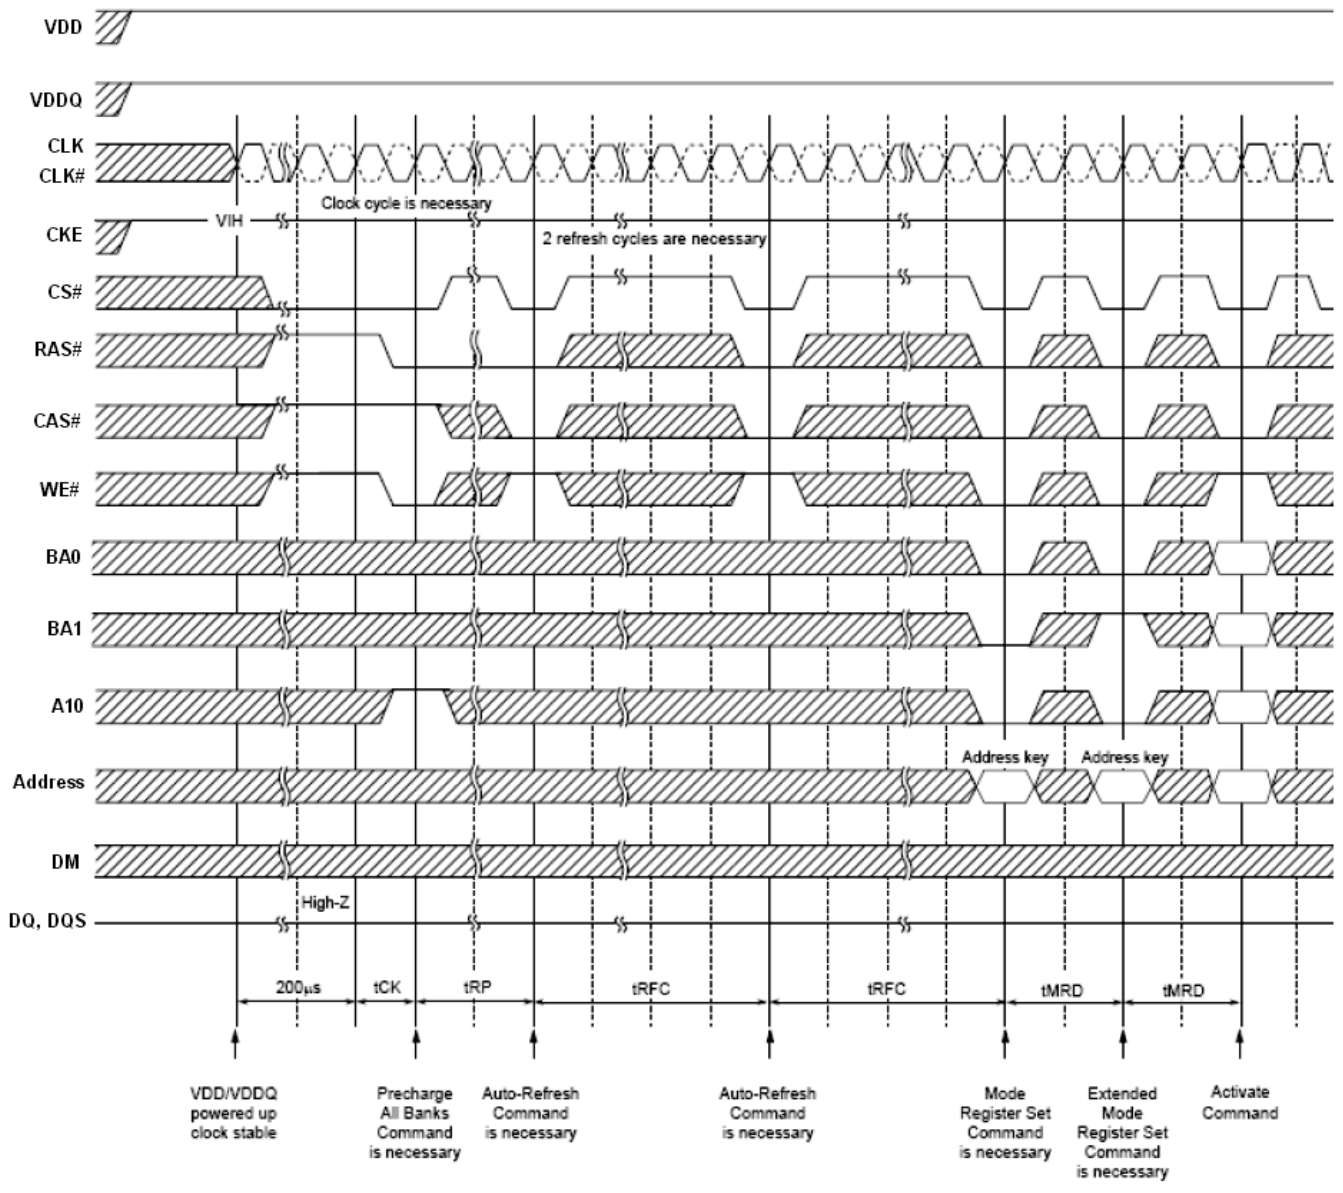 VDD
VDDQ
CLK
CLK#
Clock cycle is necessary
VIH
CKE
2 refresh cycles are necessary
CS#
RAS#
CAS#
WE#
BA0
BA1
A10
Address key Address key
Address
DM
High-Z
DQ, DQS
200μs tCK tRP tRFC tRFC tMRD tMRD
VDD/VDDQ
powered up
clock stable
Precharge
All Banks
Command
is necessary
Auto-Refresh
Command
is necessary
Auto-Refresh
Command
is necessary
Mode
Register Set
Command
is necessary
Extended
Mode
Register Set
Command
is necessary
Activate
Command